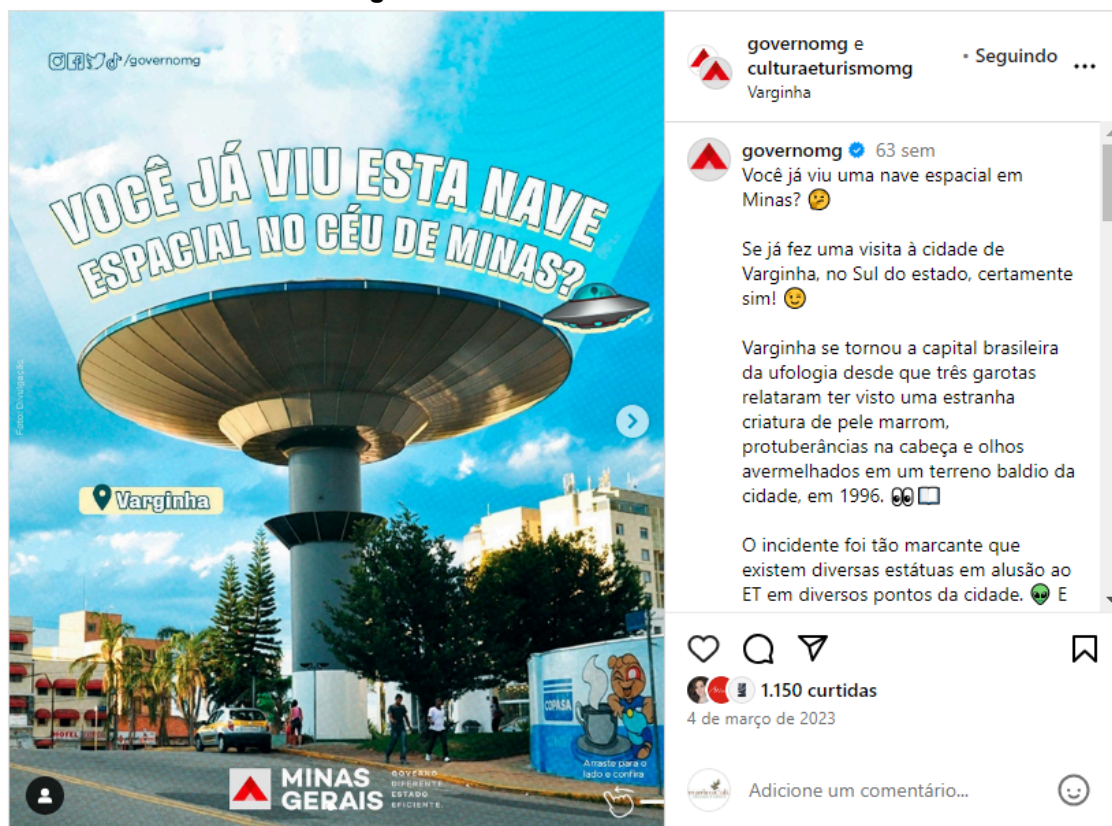 /governomg
VOCÊ JÁ VIU ESTA NAVE
ESPACIAL NO CÉU DE MINAS?
Foto: Divulgação
Varginha
HOTEL
COPASA
Arraste para o
lado e confira
MINAS
GERAIS
GOVERNO
DIFERENTE.
ESTADO
EFICIENTE.
governomg e
culturaeturismomg
• Seguindo
Varginha
governomg 63 sem
Você já viu uma nave espacial em
Minas? 🤔
Se já fez uma visita à cidade de
Varginha, no Sul do estado, certamente
sim! 😉
Varginha se tornou a capital brasileira
da ufologia desde que três garotas
relataram ter visto uma estranha
criatura de pele marrom,
protuberâncias na cabeça e olhos
avermelhados em um terreno baldio da
cidade, em 1996. 👀📖
O incidente foi tão marcante que
existem diversas estátuas em alusão ao
ET em diversos pontos da cidade. 👽 E
1.150 curtidas
4 de março de 2023
Adicione um comentário...